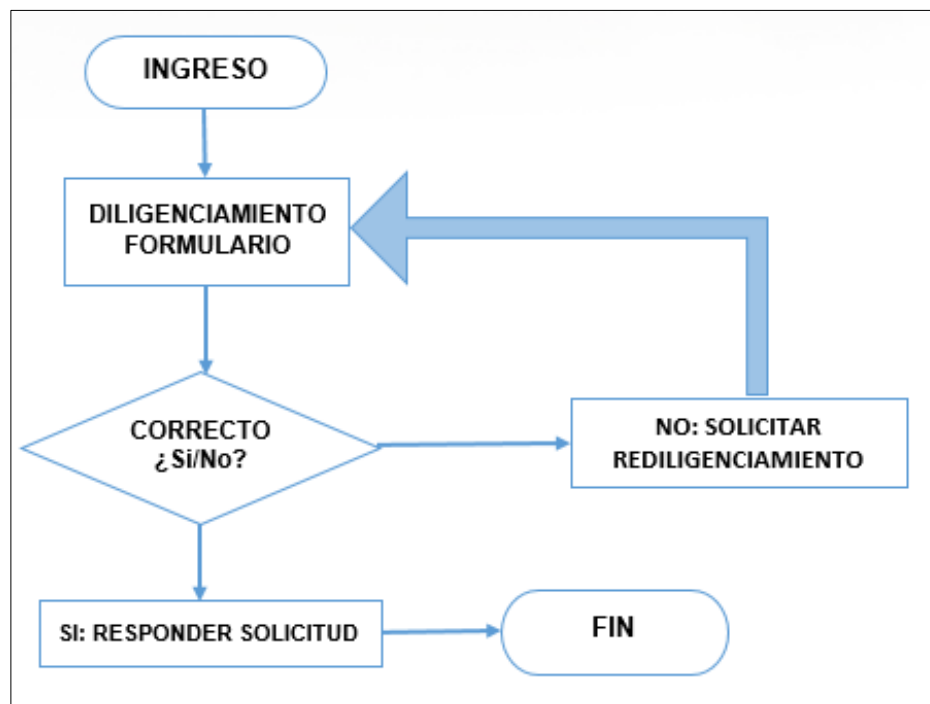 INGRESO
DILIGENCIAMIENTO
FORMULARIO
CORRECTO
¿Si/No?
NO: SOLICITAR
REDILIGENCIAMIENTO
SI: RESPONDER SOLICITUD
FIN